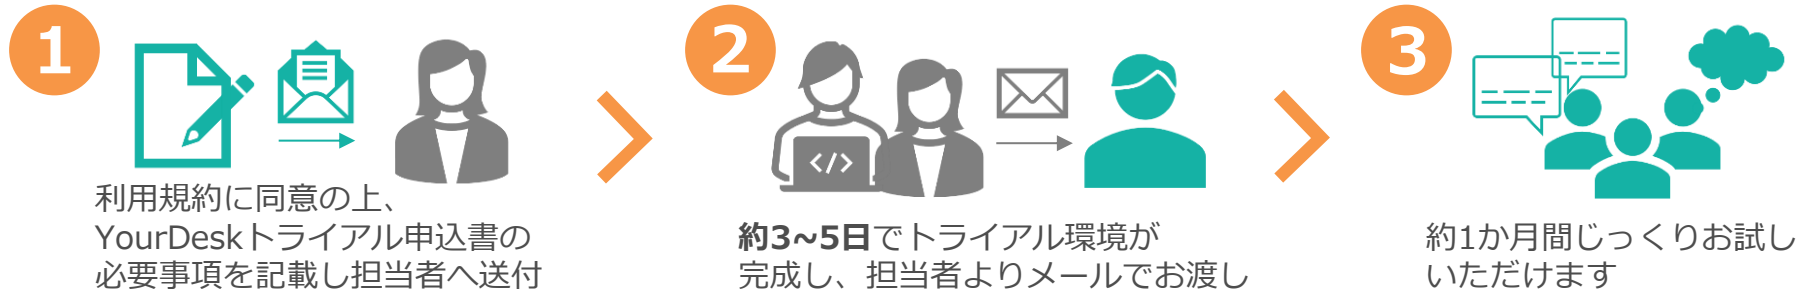 1
利用規約に同意の上、
YourDeskトライアル申込書の
必要事項を記載し担当者へ送付
2
</>
約3~5日でトライアル環境が
完成し、担当者よりメールでお渡し
3
約1か月間じっくりお試し
いただけます